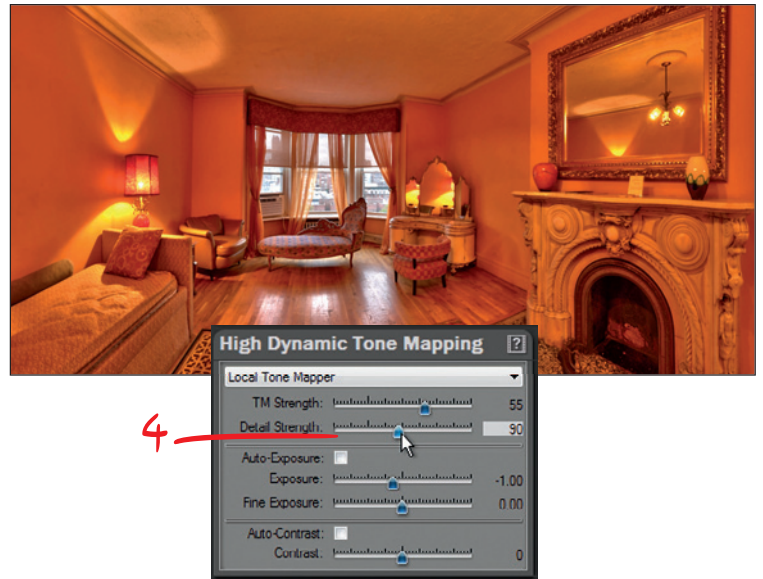 High Dynamic Tone Mapping ?
Local Tone Mapper
TM Strength: 55
4
Detail Strength: 90
Auto-Exposure:
Exposure: -1.00
Fine Exposure: 0.00
Auto-Contrast:
Contrast: 0